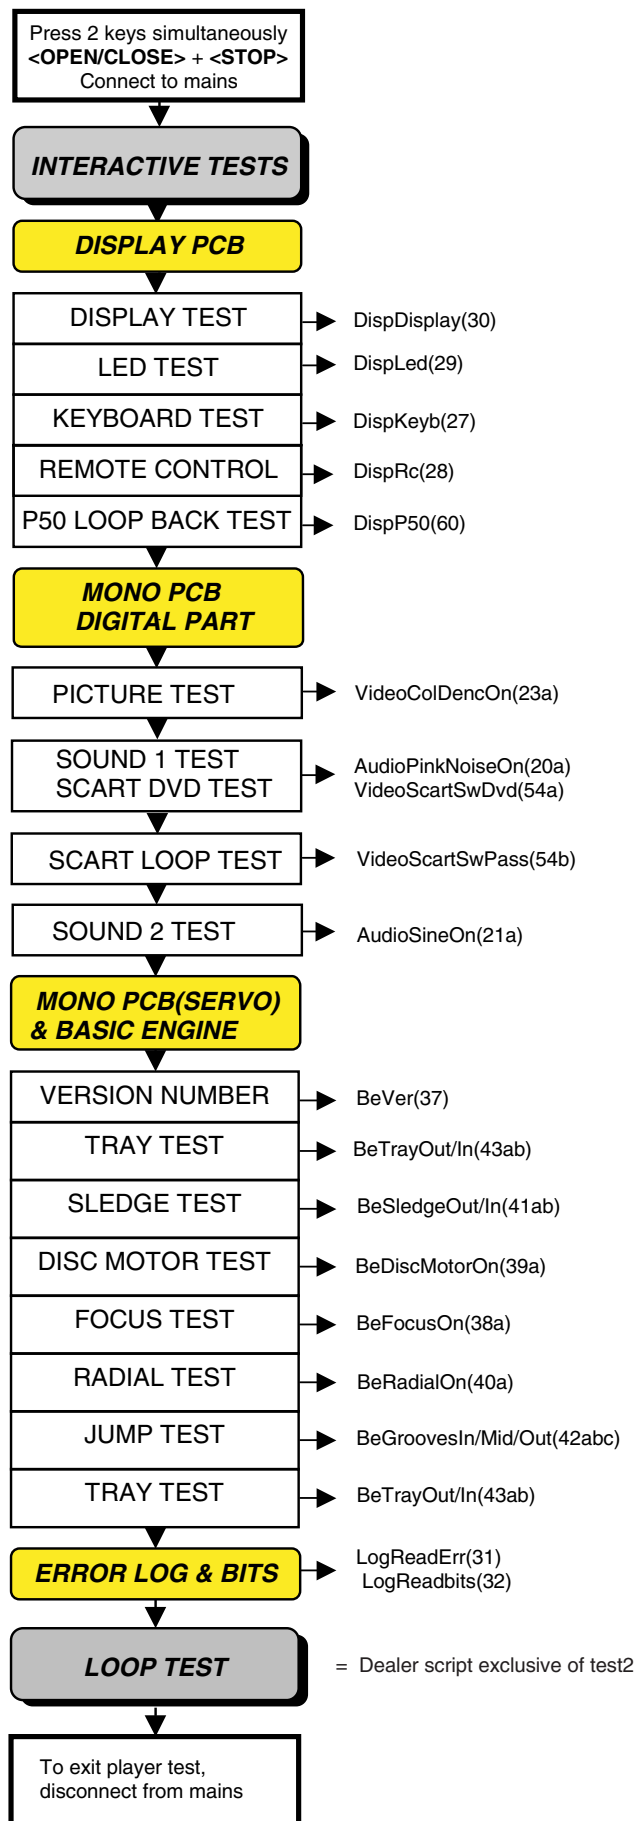 Press 2 keys simultaneously
<OPEN/CLOSE> + <STOP>
Connect to mains
INTERACTIVE TESTS
DISPLAY PCB
DISPLAY TEST
DispDisplay(30)
LED TEST
DispLed(29)
KEYBOARD TEST
DispKeyb(27)
REMOTE CONTROL
DispRc(28)
P50 LOOP BACK TEST
DispP50(60)
MONO PCB
DIGITAL PART
PICTURE TEST
VideoColDencOn(23a)
SOUND 1 TEST
SCART DVD TEST
AudioPinkNoiseOn(20a)
VideoScartSwDvd(54a)
SCART LOOP TEST
VideoScartSwPass(54b)
SOUND 2 TEST
AudioSineOn(21a)
MONO PCB(SERVO)
& BASIC ENGINE
VERSION NUMBER
BeVer(37)
TRAY TEST
BeTrayOut/In(43ab)
SLEDGE TEST
BeSledgeOut/In(41ab)
DISC MOTOR TEST
BeDiscMotorOn(39a)
FOCUS TEST
BeFocusOn(38a)
RADIAL TEST
BeRadialOn(40a)
JUMP TEST
BeGroovesIn/Mid/Out(42abc)
TRAY TEST
BeTrayOut/In(43ab)
ERROR LOG & BITS
LogReadErr(31)
LogReadbits(32)
LOOP TEST
= Dealer script exclusive of test2
To exit player test,
disconnect from mains